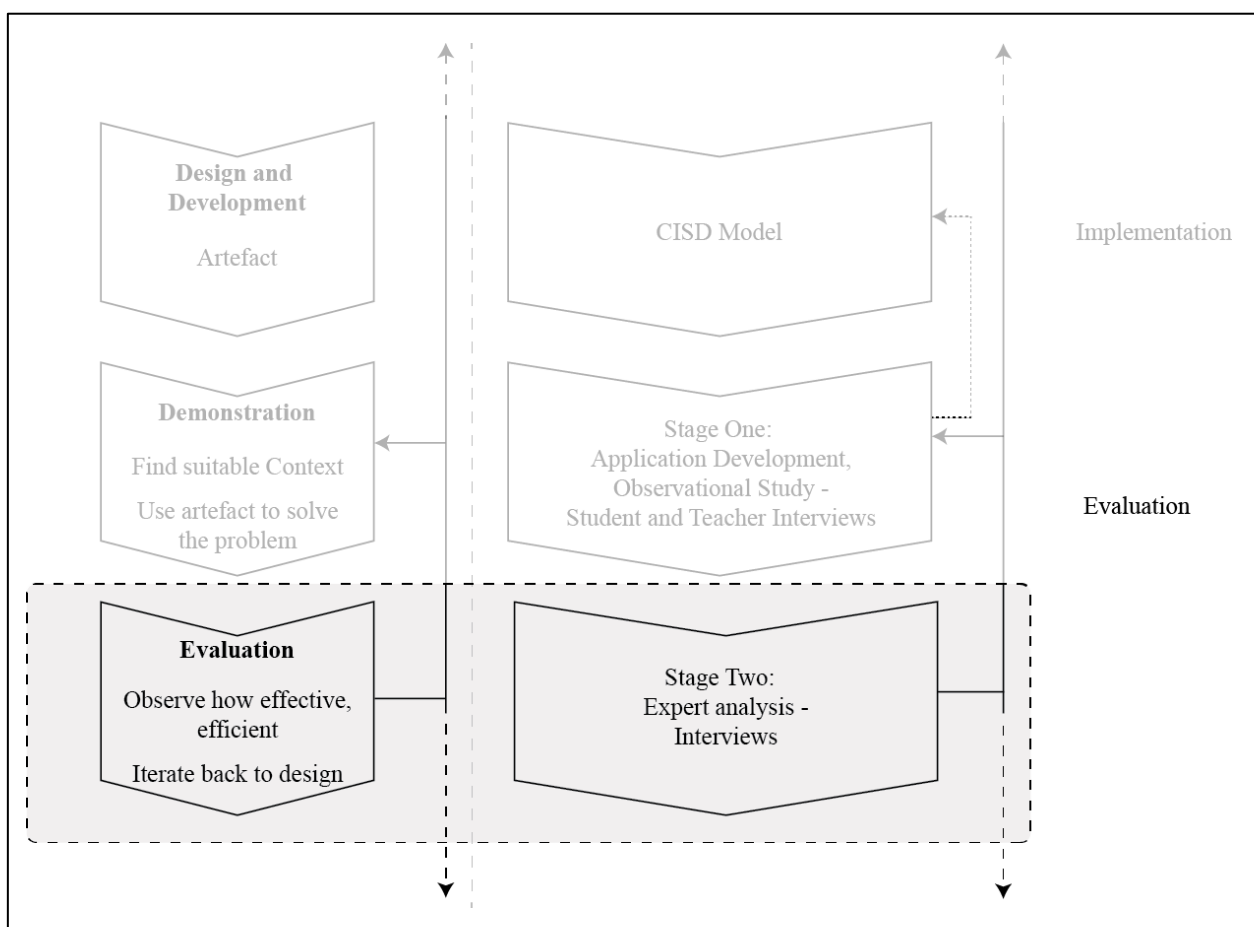 Design and
Development
Artefact
CISD Model
Implementation
Demonstration
Find suitable Context
Use artefact to solve
the problem
Stage One:
Application Development,
Observational Study -
Student and Teacher Interviews
Evaluation
Evaluation
Observe how effective,
efficient
Iterate back to design
Stage Two:
Expert analysis -
Interviews